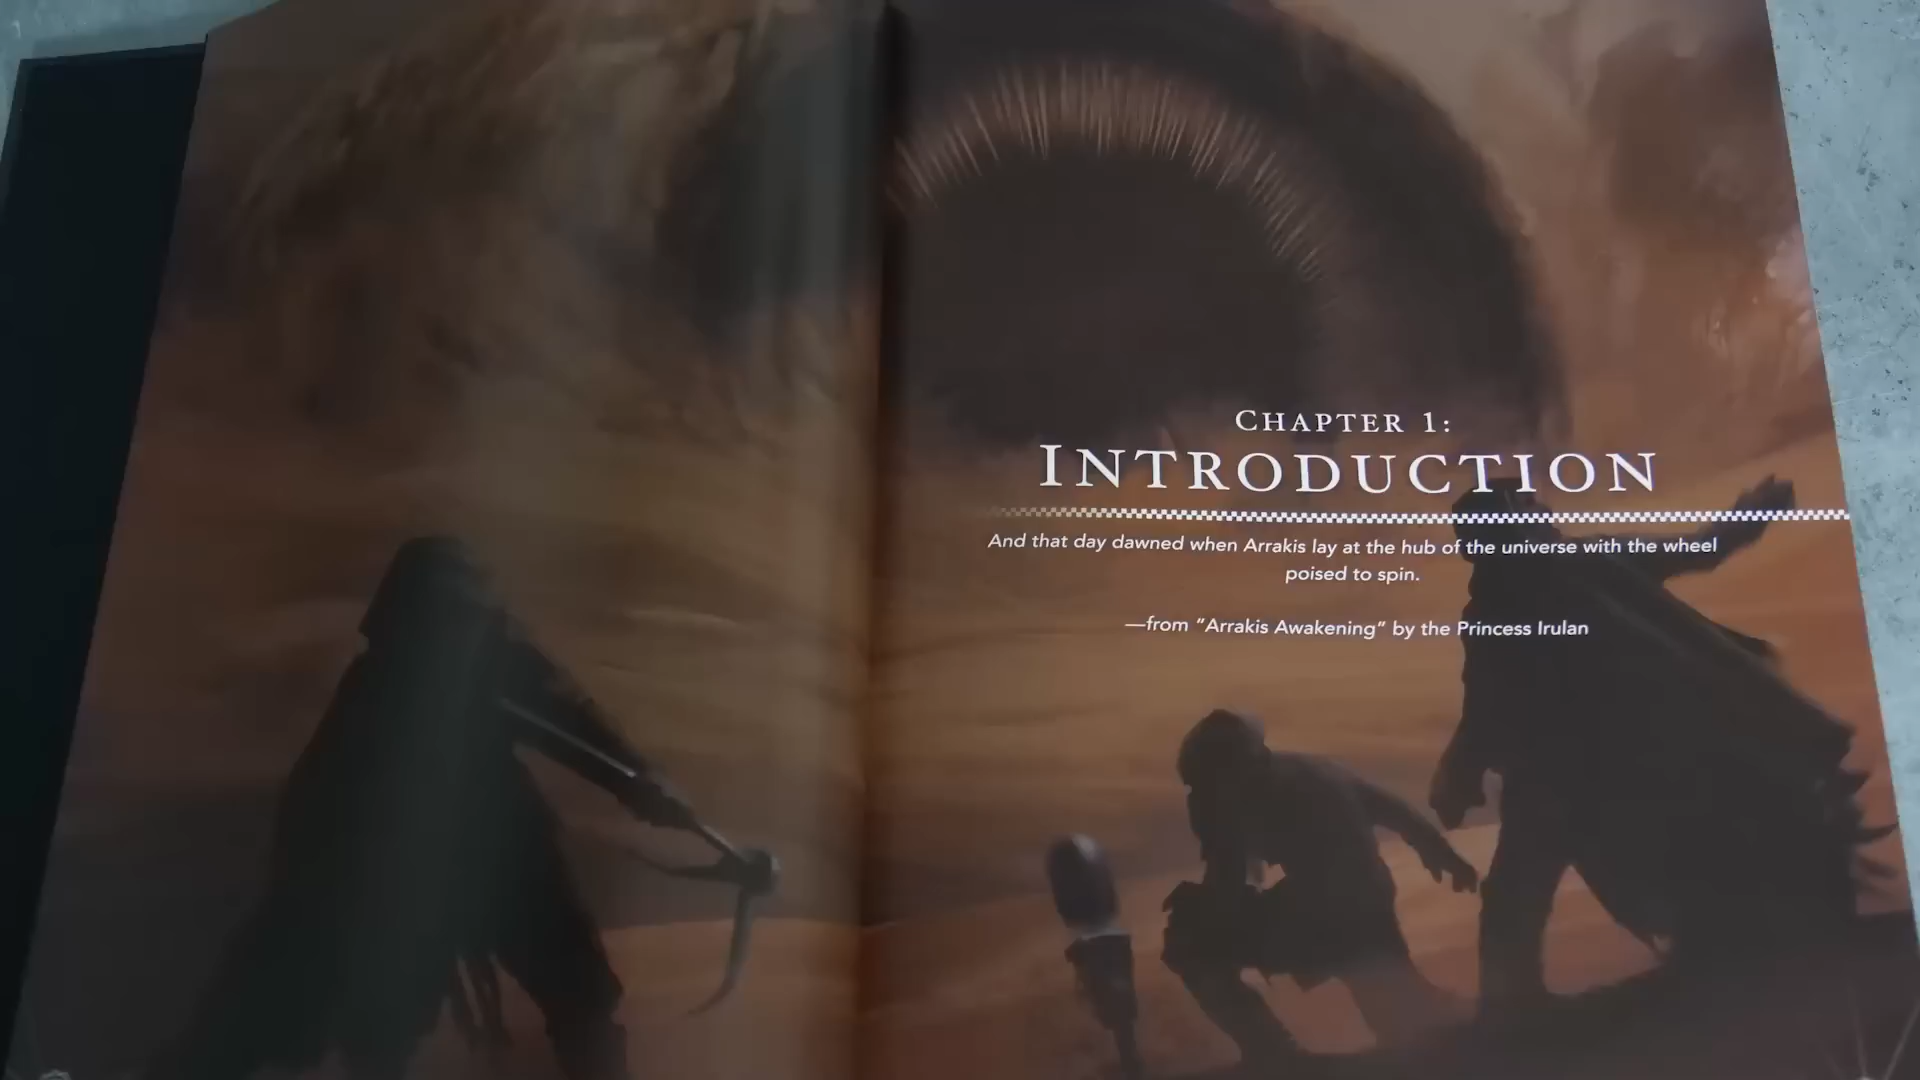 CHAPTER 1:
INTRODUCTION
And that day dawned when Arrakis lay at the hub of the universe with the wheel
poised to spin.
—from “Arrakis Awakening” by the Princess Irulan